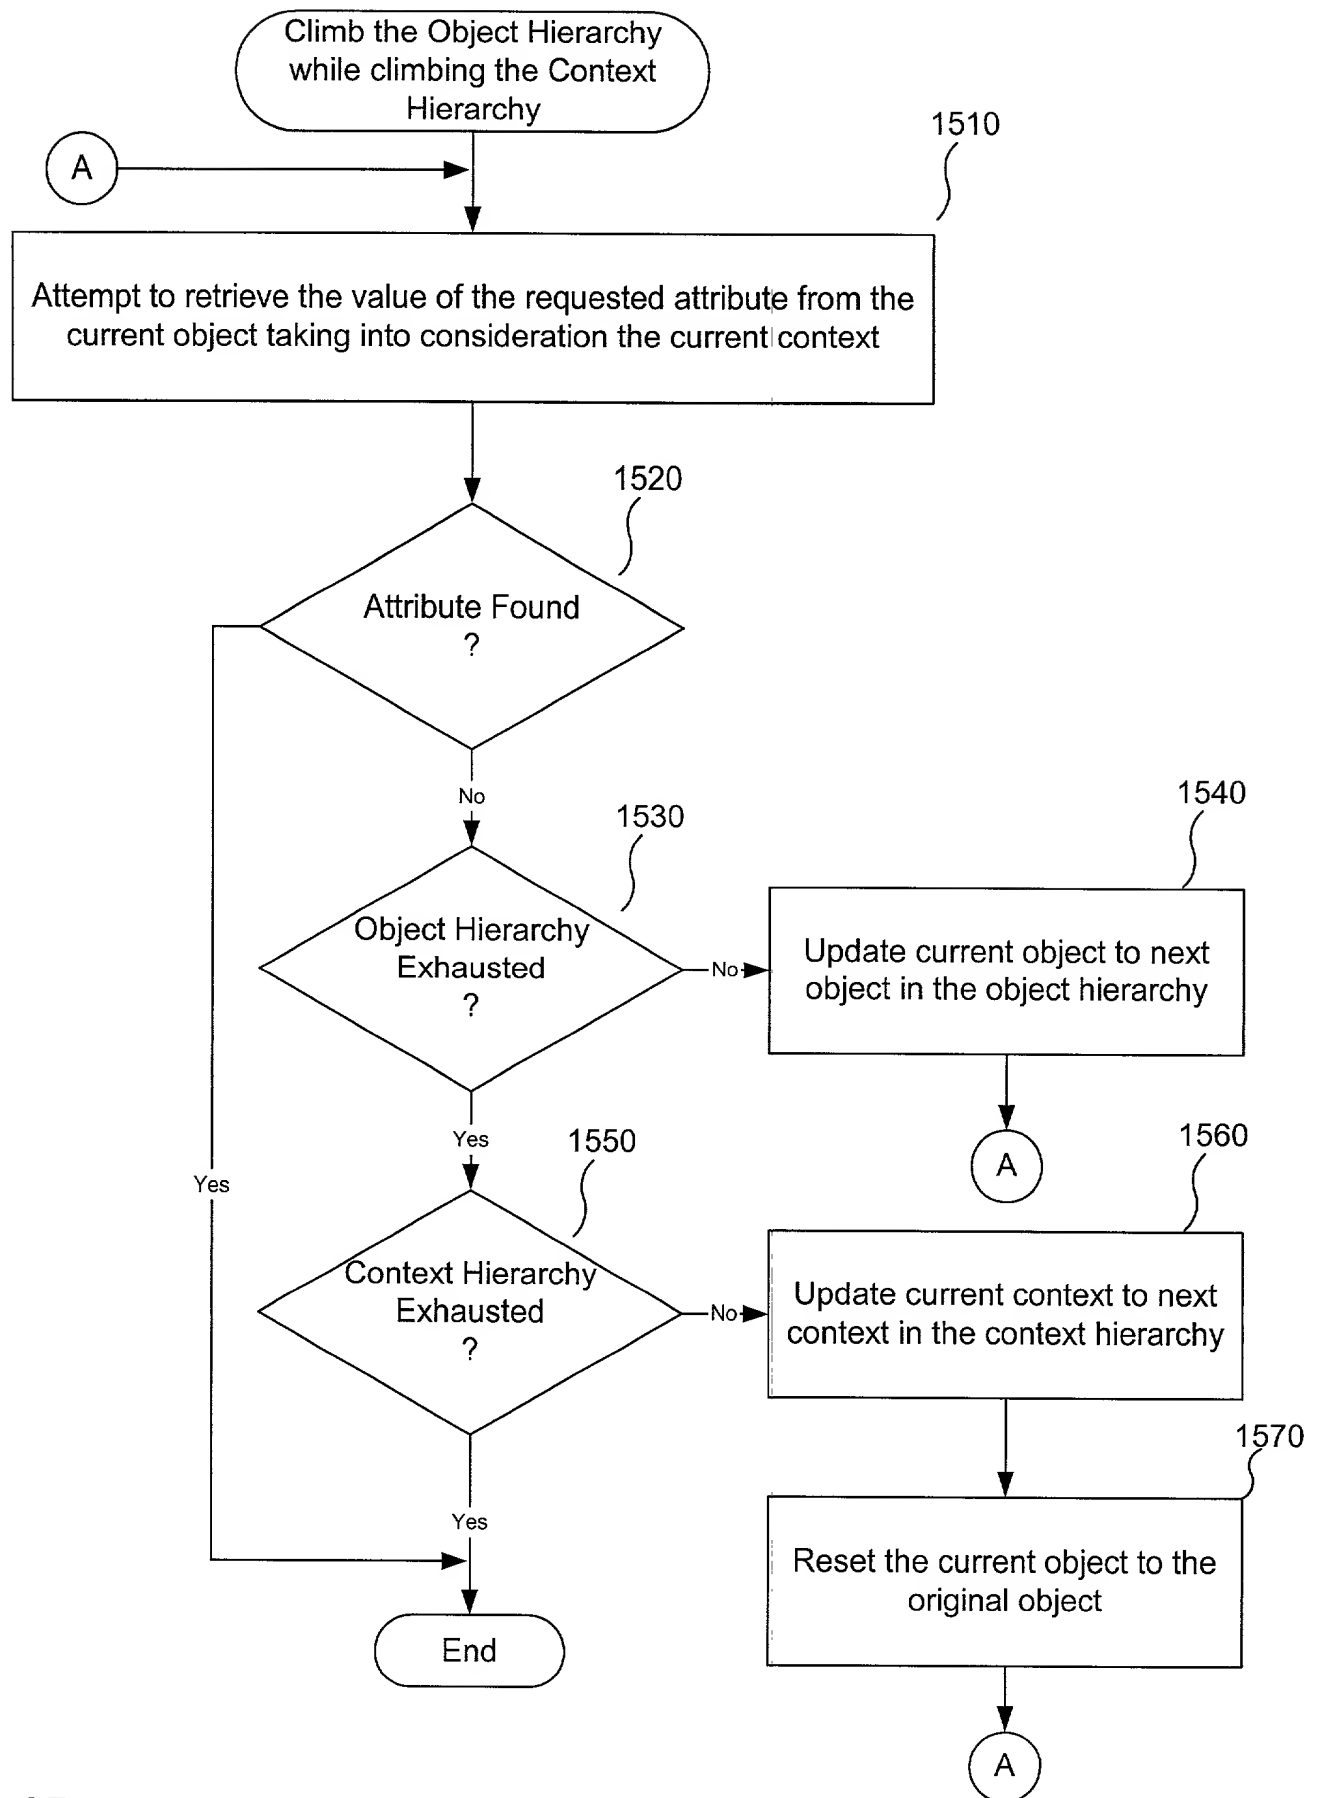 Climb the Object Hierarchy
while climbing the Context
Hierarchy
A
1510
Attempt to retrieve the value of the requested attribute from the
current object taking into consideration the current context
1520
Attribute Found
?
No
1530
Object Hierarchy
Exhausted
?
No
1540
Update current object to next
object in the object hierarchy
A
Yes
Yes
1550
Context Hierarchy
Exhausted
?
No
1560
Update current context to next
context in the context hierarchy
1570
Reset the current object to the
original object
A
Yes
End